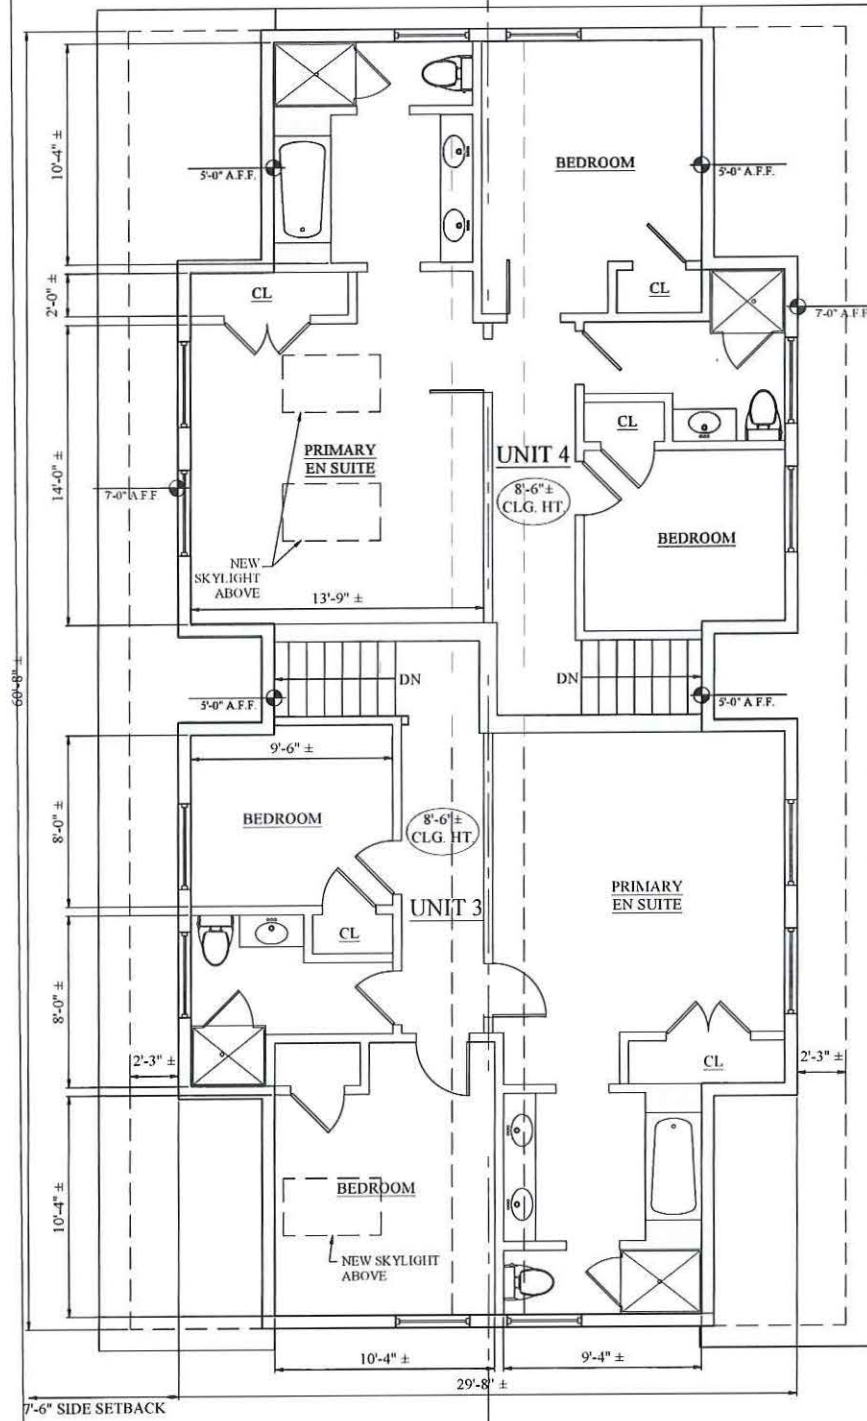 10'-4" ±
5'-0" A.F.F.
BEDROOM
5'-0" A.F.F.
2'-0" ±
CL
CL
7'-0" A.F.F
14'-0" ±
PRIMARY
EN SUITE
CL
UNIT 4
8'-6"±
CLG. HT.
7'-0" A.F.F
BEDROOM
NEW
SKYLIGHT
ABOVE
13'-9" ±
60'-8" ±
DN
DN
5'-0" A.F.F.
5'-0" A.F.F.
9'-6" ±
8'-0" ±
BEDROOM
8'-6"±
CLG. HT.
PRIMARY
EN SUITE
UNIT 3
CL
8'-0" ±
2'-3" ±
CL
2'-3" ±
10'-4" ±
BEDROOM
NEW SKYLIGHT
ABOVE
10'-4" ±
9'-4" ±
29'-8" ±
7'-6" SIDE SETBACK